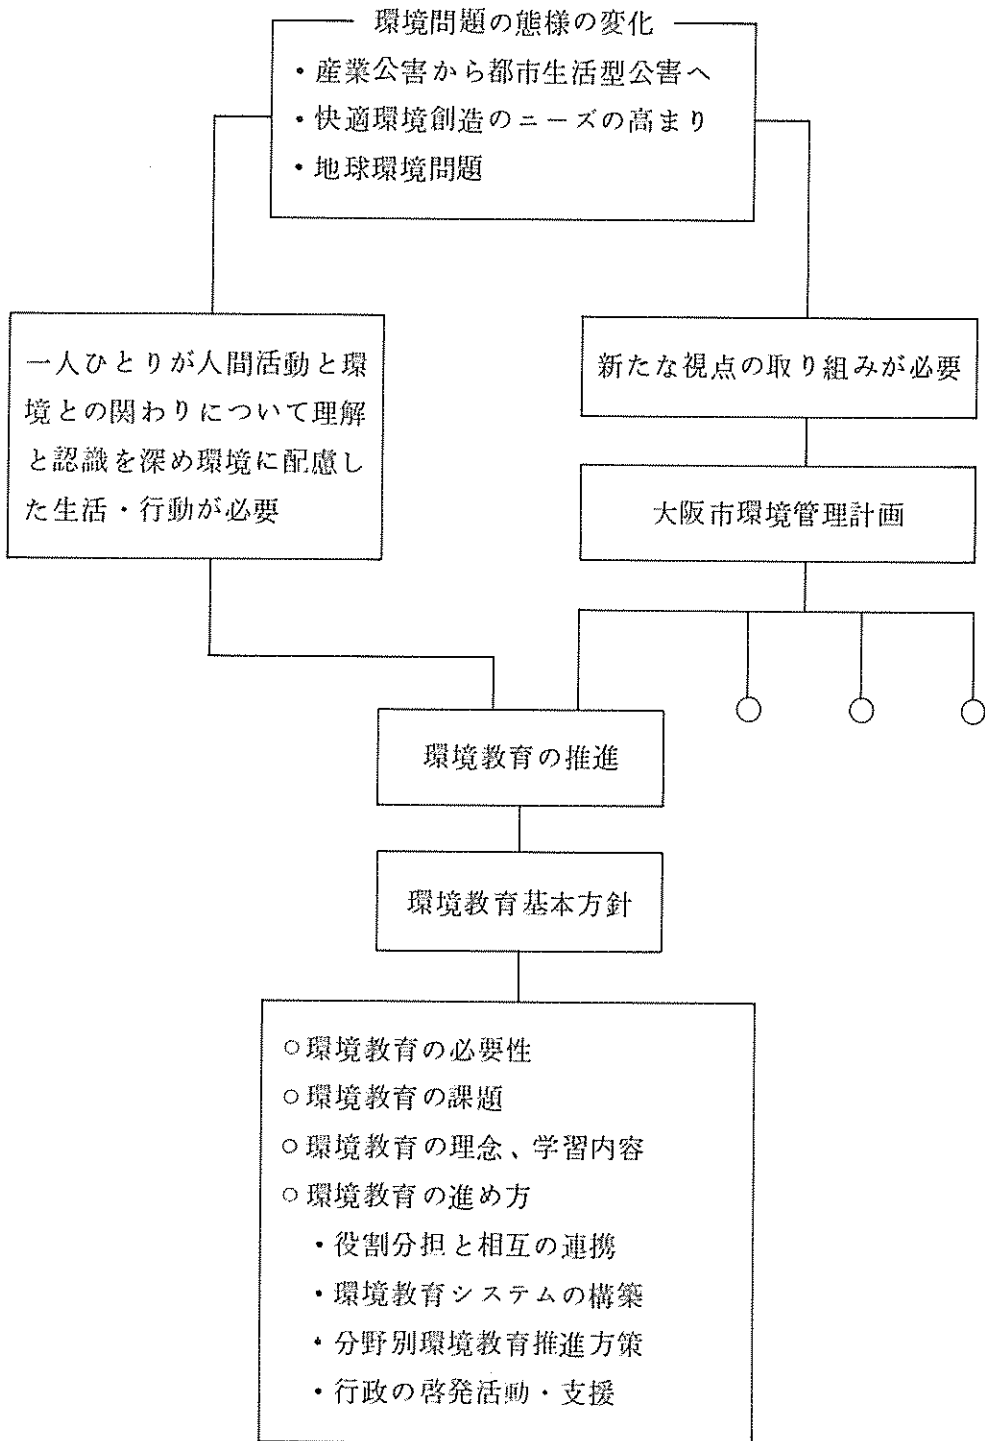 環境問題の態様の変化
・産業公害から都市生活型公害へ
・快適環境創造のニーズの高まり
・地球環境問題
一人ひとりが人間活動と環
境との関わりについて理解
と認識を深め環境に配慮し
た生活・行動が必要
新たな視点の取り組みが必要
大阪市環境管理計画
環境教育の推進
環境教育基本方針
○環境教育の必要性
○環境教育の課題
○環境教育の理念、学習内容
○環境教育の進め方
・役割分担と相互の連携
・環境教育システムの構築
・分野別環境教育推進方策
・行政の啓発活動・支援